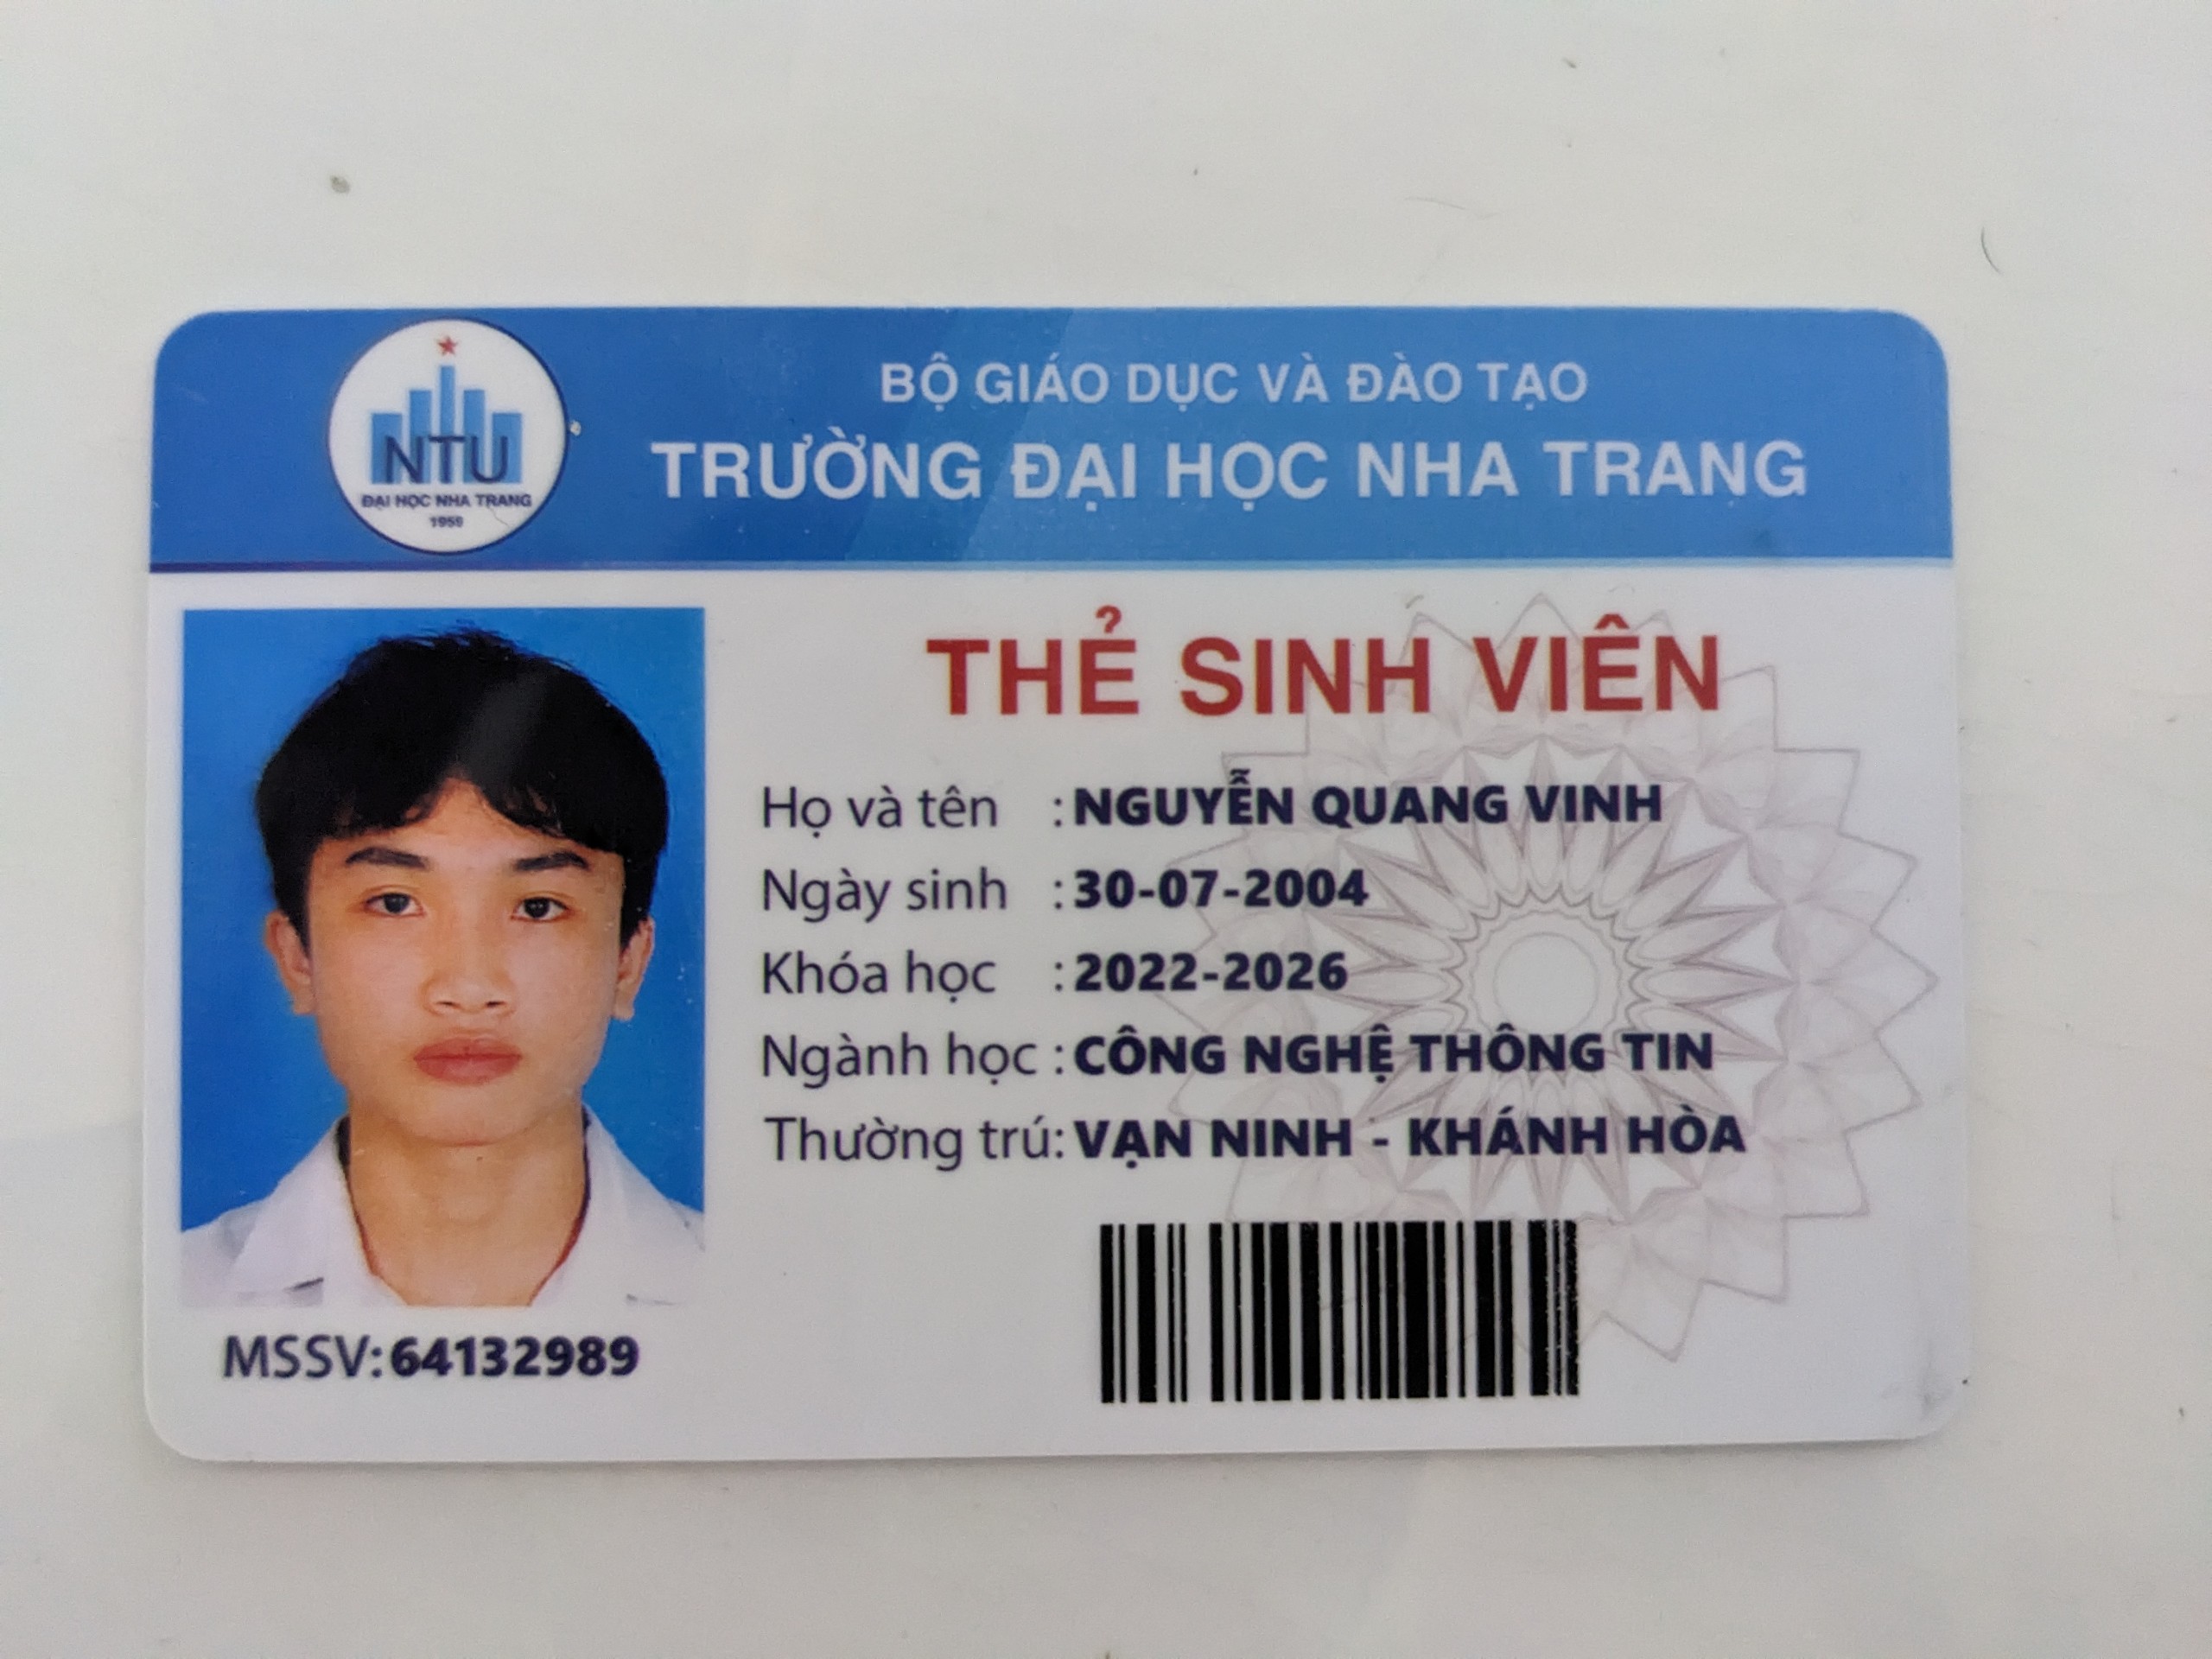 NTU
ĐẠI HỌC NHA TRANG
1959
BỘ GIÁO DỤC VÀ ĐÀO TẠO
TRƯỜNG ĐẠI HỌC NHA TRANG
THẺ SINH VIÊN
Họ và tên : NGUYỄN QUANG VINH
Ngày sinh : 30-07-2004
Khóa học : 2022-2026
Ngành học : CÔNG NGHỆ THÔNG TIN
Thường trú: VẠN NINH - KHÁNH HÒA
MSSV: 64132989